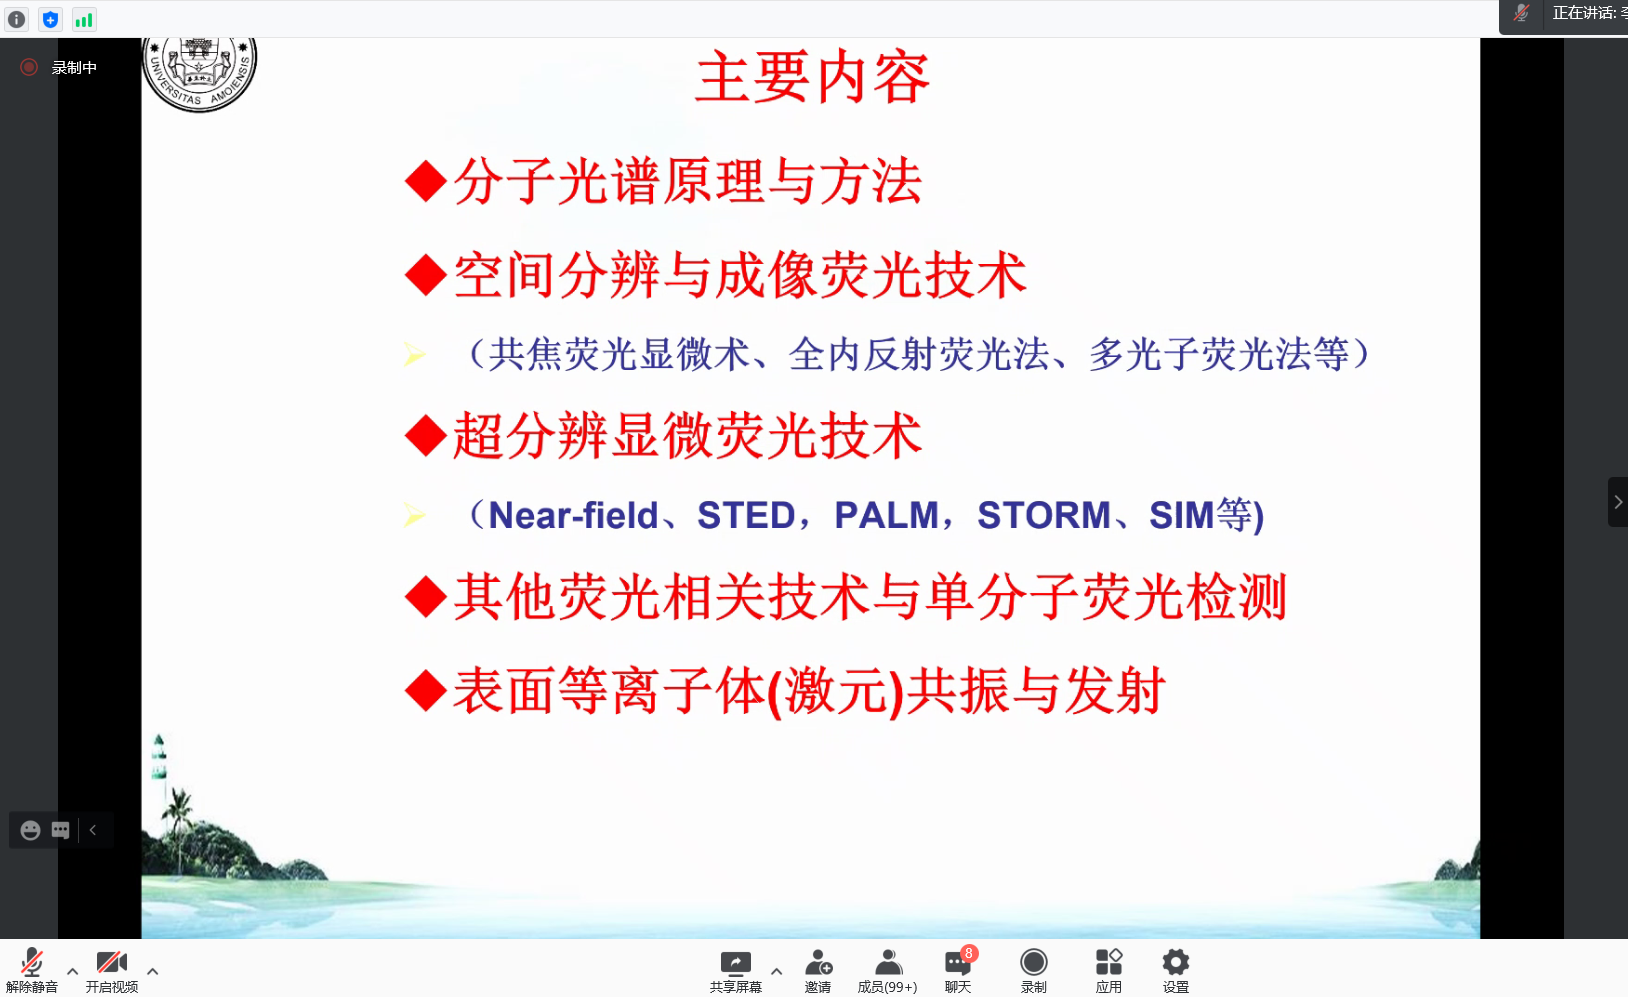 正在讲话: 李
录制中
UNIVERSITAS AMOIENSIS
主要内容
◆分子光谱原理与方法
◆空间分辨与成像荧光技术
➢ （共焦荧光显微术、全内反射荧光法、多光子荧光法等）
◆超分辨显微荧光技术
➢ （Near-field、STED，PALM，STORM、SIM等)
◆其他荧光相关技术与单分子荧光检测
◆表面等离子体(激元)共振与发射
解除静音 开启视频 共享屏幕 邀请 成员(99+) 8 聊天 录制 应用 设置